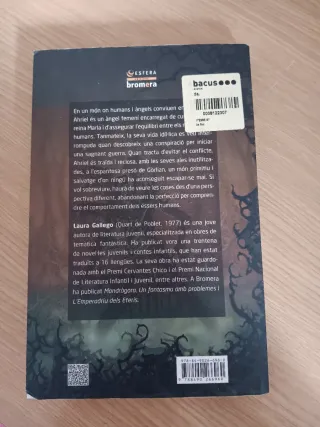 ESFERA
bromera
bacus
En un món on humans i àngels conviuen e
Ahriel és un àngel femení encarregat de cu
reina Marla i d'assegurar l'equilibri entre els
humans. Tanmateix, la seva vida idíl·lica es veu inter-
rompuda quan descobreix una conspiració per iniciar
una sagnant guerra. Quan tracta d'evitar el conflicte,
Ahriel és traïda i reclosa, amb les seves ales inutilitza-
des, a l'espantosa presó de Gorlian, un món primitiu i
salvatge d'on ningú ha aconseguit escapar-se mai. Si
vol sobreviure, haurà de veure les coses des d'una pers-
pectiva diferent, abandonant la perfecció per compren-
dre el comportament dels éssers humans.
Laura Gallego (Quart de Poblet, 1977) és una jove
autora de literatura juvenil, especialitzada en obres de
temàtica fantàstica. Ha publicat vora una trentena
de novel·les juvenils i contes infantils, que han estat
traduïts a 16 llengües. La seva obra ha estat guardo-
nada amb el Premi Cervantes Chico i el Premi Nacional
de Literatura Infantil i Juvenil, entre altres. A Bromera
ha publicat Mandràgora, Un fantasma amb problemes i
L'Emperadriu dels Eteris.